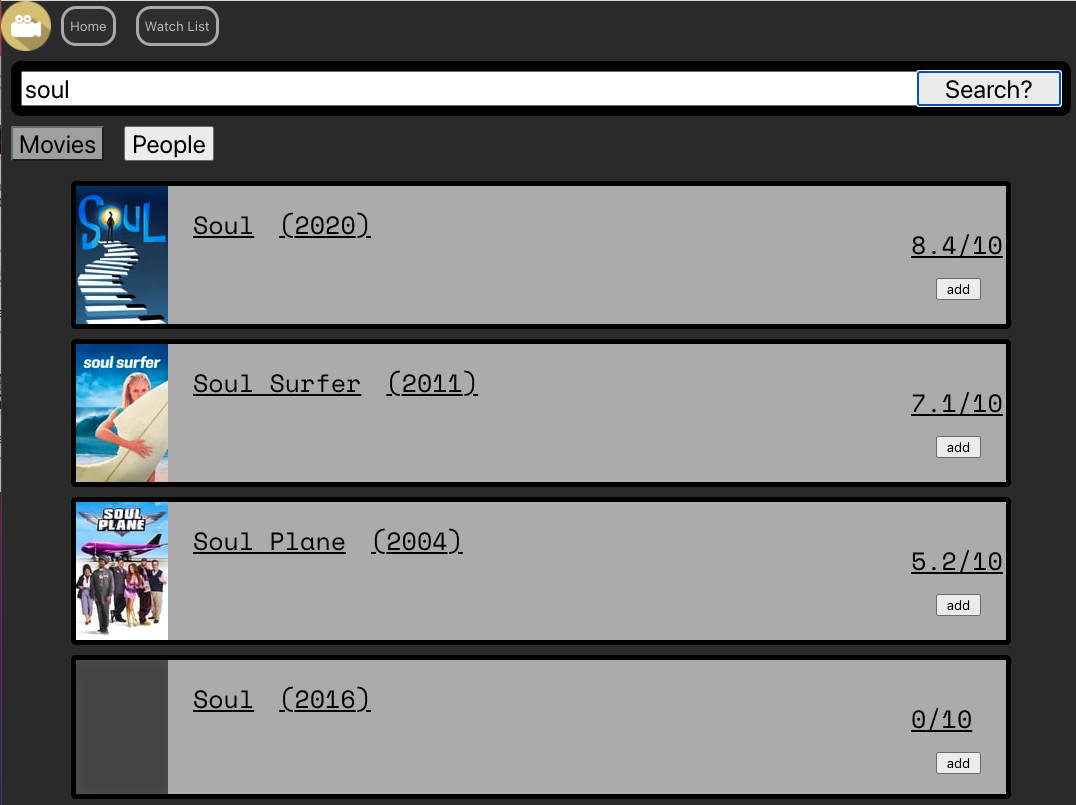 Home Watch List
soul Search?
Movies People
SOUL
Soul (2020)
8.4/10
add
soul surfer
Soul Surfer (2011)
7.1/10
add
SOUL
PLANE
Soul Plane (2004)
5.2/10
add
Soul (2016)
0/10
add